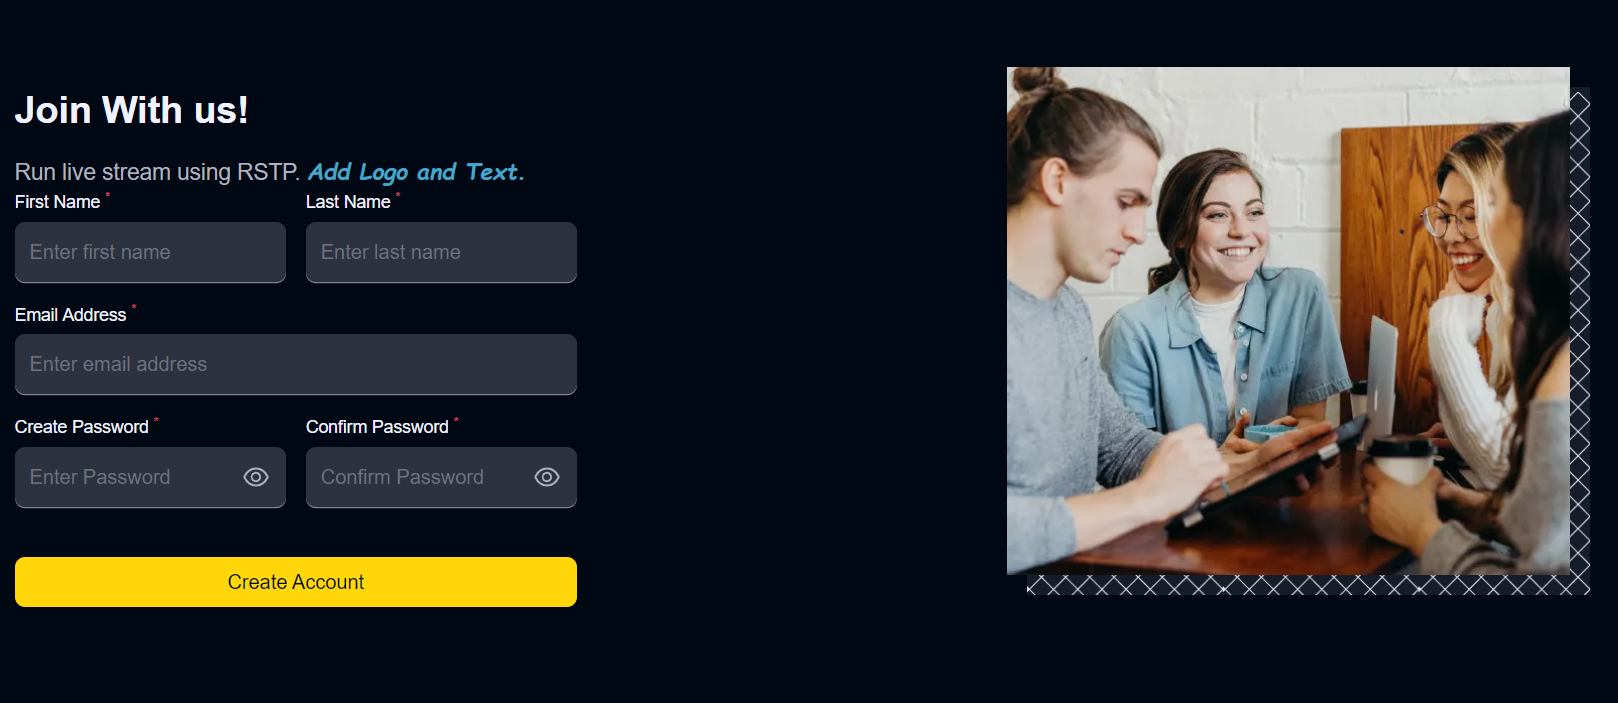 Join With us!
Run live stream using RSTP. Add Logo and Text.
First Name *
Last Name *
Enter first name
Enter last name
Email Address *
Enter email address
Create Password *
Confirm Password *
Enter Password
Confirm Password
Create Account